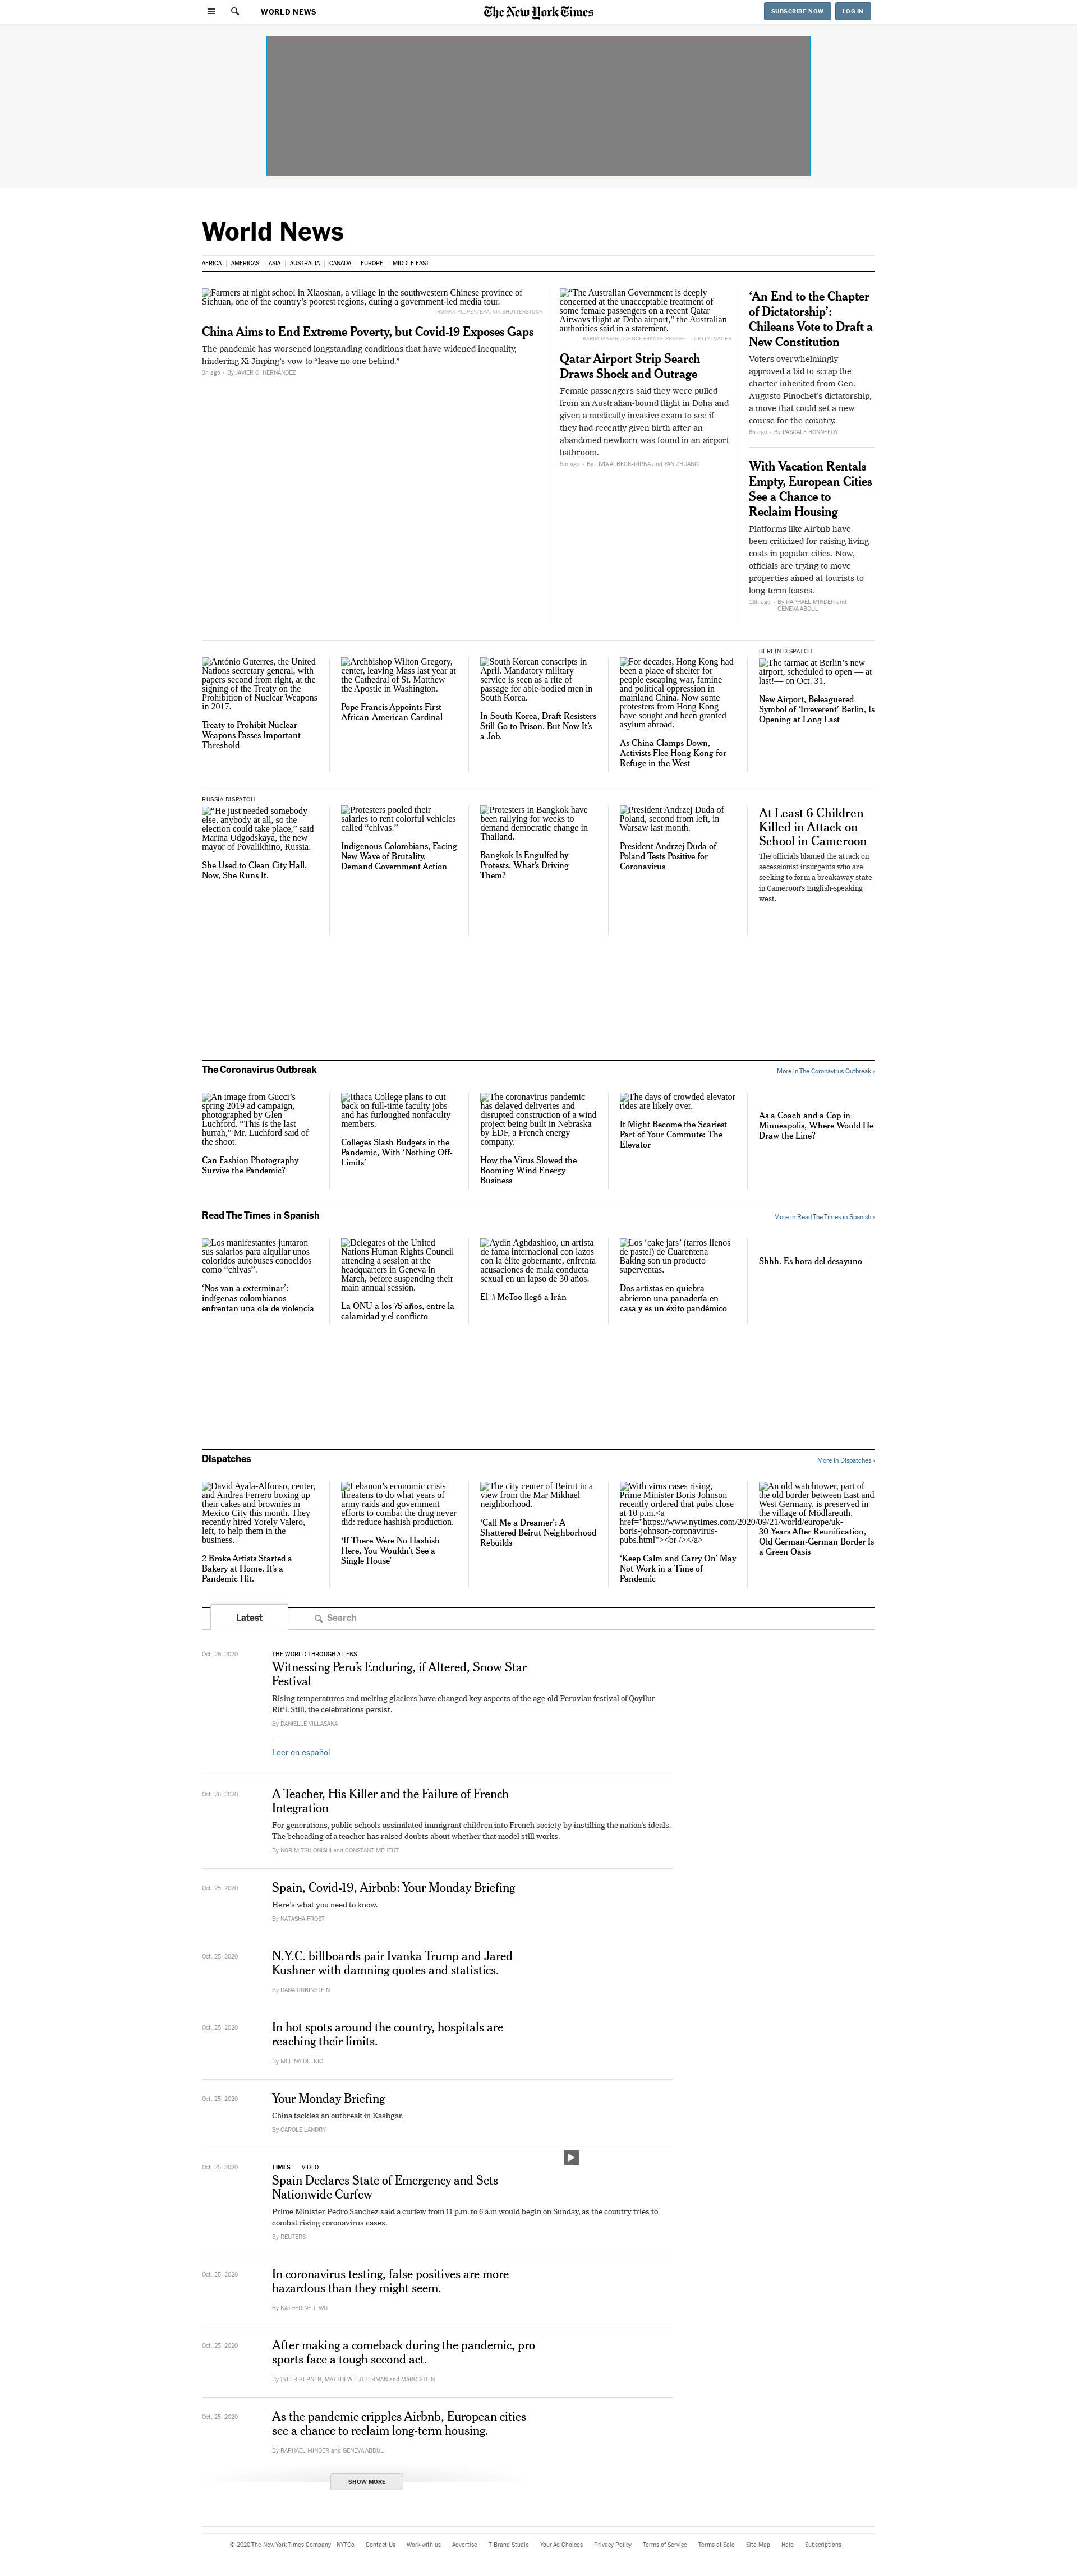 WORLD NEWS
The New York Times
SUBSCRIBE NOW
LOG IN
World News
AFRICA
AMERICAS
ASIA
AUSTRALIA
CANADA
EUROPE
MIDDLE EAST
Farmers at night school in Xiaoshan, a village in the southwestern Chinese province of
Sichuan, one of the country’s poorest regions, during a government-led media tour.
ROMAN PILIPEY/EPA, VIA SHUTTERSTOCK
China Aims to End Extreme Poverty, but Covid-19 Exposes Gaps
The pandemic has worsened longstanding conditions that have widened inequality,
hindering Xi Jinping’s vow to “leave no one behind.”
3h ago - By JAVIER C. HERNÁNDEZ
“The Australian Government is deeply
concerned at the unacceptable treatment of
some female passengers on a recent Qatar
Airways flight at Doha airport,” the Australian
authorities said in a statement.
KARIM JAAFAR/AGENCE FRANCE-PRESSE — GETTY IMAGES
Qatar Airport Strip Search
Draws Shock and Outrage
Female passengers said they were pulled
from an Australian-bound flight in Doha and
given a medically invasive exam to see if
they had recently given birth after an
abandoned newborn was found in an airport
bathroom.
5m ago - By LIVIA ALBECK-RIPKA and YAN ZHUANG
‘An End to the Chapter
of Dictatorship’:
Chileans Vote to Draft a
New Constitution
Voters overwhelmingly
approved a bid to scrap the
charter inherited from Gen.
Augusto Pinochet’s dictatorship,
a move that could set a new
course for the country.
6h ago - By PASCALE BONNEFOY
With Vacation Rentals
Empty, European Cities
See a Chance to
Reclaim Housing
Platforms like Airbnb have
been criticized for raising living
costs in popular cities. Now,
officials are trying to move
properties aimed at tourists to
long-term leases.
18h ago - By RAPHAEL MINDER and
GENEVA ABDUL
António Guterres, the United
Nations secretary general, with
papers second from right, at the
signing of the Treaty on the
Prohibition of Nuclear Weapons
in 2017.
Treaty to Prohibit Nuclear
Weapons Passes Important
Threshold
Archbishop Wilton Gregory,
center, leaving Mass last year at
the Cathedral of St. Matthew
the Apostle in Washington.
Pope Francis Appoints First
African-American Cardinal
South Korean conscripts in
April. Mandatory military
service is seen as a rite of
passage for able-bodied men in
South Korea.
In South Korea, Draft Resisters
Still Go to Prison. But Now It’s
a Job.
For decades, Hong Kong had
been a place of shelter for
people escaping war, famine
and political oppression in
mainland China. Now some
protesters from Hong Kong
have sought and been granted
asylum abroad.
As China Clamps Down,
Activists Flee Hong Kong for
Refuge in the West
BERLIN DISPATCH
The tarmac at Berlin’s new
airport, scheduled to open — at
last!— on Oct. 31.
New Airport, Beleaguered
Symbol of ‘Irreverent’ Berlin, Is
Opening at Long Last
RUSSIA DISPATCH
“He just needed somebody
else, anybody at all, so the
election could take place,” said
Marina Udgodskaya, the new
mayor of Povalikhino, Russia.
She Used to Clean City Hall.
Now, She Runs It.
Protesters pooled their
salaries to rent colorful vehicles
called “chivas.”
Indigenous Colombians, Facing
New Wave of Brutality,
Demand Government Action
Protesters in Bangkok have
been rallying for weeks to
demand democratic change in
Thailand.
Bangkok Is Engulfed by
Protests. What’s Driving
Them?
President Andrzej Duda of
Poland, second from left, in
Warsaw last month.
President Andrzej Duda of
Poland Tests Positive for
Coronavirus
At Least 6 Children
Killed in Attack on
School in Cameroon
The officials blamed the attack on
secessionist insurgents who are
seeking to form a breakaway state
in Cameroon’s English-speaking
west.
The Coronavirus Outbreak
More in The Coronavirus Outbreak ›
An image from Gucci’s
spring 2019 ad campaign,
photographed by Glen
Luchford. “This is the last
hurrah,” Mr. Luchford said of
the shoot.
Can Fashion Photography
Survive the Pandemic?
Ithaca College plans to cut
back on full-time faculty jobs
and has furloughed nonfaculty
members.
Colleges Slash Budgets in the
Pandemic, With ‘Nothing Off-
Limits’
The coronavirus pandemic
has delayed deliveries and
disrupted construction of a wind
project being built in Nebraska
by EDF, a French energy
company.
How the Virus Slowed the
Booming Wind Energy
Business
The days of crowded elevator
rides are likely over.
It Might Become the Scariest
Part of Your Commute: The
Elevator
As a Coach and a Cop in
Minneapolis, Where Would He
Draw the Line?
Read The Times in Spanish
More in Read The Times in Spanish ›
Los manifestantes juntaron
sus salarios para alquilar unos
coloridos autobuses conocidos
como “chivas”.
‘Nos van a exterminar’:
indígenas colombianos
enfrentan una ola de violencia
Delegates of the United
Nations Human Rights Council
attending a session at the
headquarters in Geneva in
March, before suspending their
main annual session.
La ONU a los 75 años, entre la
calamidad y el conflicto
Aydin Aghdashloo, un artista
de fama internacional con lazos
con la élite gobernante, enfrenta
acusaciones de mala conducta
sexual en un lapso de 30 años.
El #MeToo llegó a Irán
Los ‘cake jars’ (tarros llenos
de pastel) de Cuarentena
Baking son un producto
superventas.
Dos artistas en quiebra
abrieron una panadería en
casa y es un éxito pandémico
Shhh. Es hora del desayuno
Dispatches
More in Dispatches ›
David Ayala-Alfonso, center,
and Andrea Ferrero boxing up
their cakes and brownies in
Mexico City this month. They
recently hired Yorely Valero,
left, to help them in the
business.
2 Broke Artists Started a
Bakery at Home. It’s a
Pandemic Hit.
Lebanon’s economic crisis
threatens to do what years of
army raids and government
efforts to combat the drug never
did: reduce hashish production.
‘If There Were No Hashish
Here, You Wouldn’t See a
Single House’
The city center of Beirut in a
view from the Mar Mikhael
neighborhood.
‘Call Me a Dreamer’: A
Shattered Beirut Neighborhood
Rebuilds
With virus cases rising,
Prime Minister Boris Johnson
recently ordered that pubs close
at 10 p.m.<a
href="https://www.nytimes.com/2020/09/21/world/europe/uk-
boris-johnson-coronavirus-
pubs.html"><br /></a>
‘Keep Calm and Carry On’ May
Not Work in a Time of
Pandemic
An old watchtower, part of
the old border between East and
West Germany, is preserved in
the village of Mödlareuth.
30 Years After Reunification,
Old German-German Border Is
a Green Oasis
Latest
Search
Oct. 26, 2020
THE WORLD THROUGH A LENS
Witnessing Peru’s Enduring, if Altered, Snow Star
Festival
Rising temperatures and melting glaciers have changed key aspects of the age-old Peruvian festival of Qoyllur
Rit’i. Still, the celebrations persist.
By DANIELLE VILLASANA
Leer en español
Oct. 26, 2020
A Teacher, His Killer and the Failure of French
Integration
For generations, public schools assimilated immigrant children into French society by instilling the nation’s ideals.
The beheading of a teacher has raised doubts about whether that model still works.
By NORIMITSU ONISHI and CONSTANT MÉHEUT
Oct. 25, 2020
Spain, Covid-19, Airbnb: Your Monday Briefing
Here’s what you need to know.
By NATASHA FROST
Oct. 25, 2020
N.Y.C. billboards pair Ivanka Trump and Jared
Kushner with damning quotes and statistics.
By DANA RUBINSTEIN
Oct. 25, 2020
In hot spots around the country, hospitals are
reaching their limits.
By MELINA DELKIC
Oct. 25, 2020
Your Monday Briefing
China tackles an outbreak in Kashgar.
By CAROLE LANDRY
Oct. 25, 2020
TIMES | VIDEO
Spain Declares State of Emergency and Sets
Nationwide Curfew
Prime Minister Pedro Sanchez said a curfew from 11 p.m. to 6 a.m would begin on Sunday, as the country tries to
combat rising coronavirus cases.
By REUTERS
Oct. 25, 2020
In coronavirus testing, false positives are more
hazardous than they might seem.
By KATHERINE J. WU
Oct. 25, 2020
After making a comeback during the pandemic, pro
sports face a tough second act.
By TYLER KEPNER, MATTHEW FUTTERMAN and MARC STEIN
Oct. 25, 2020
As the pandemic cripples Airbnb, European cities
see a chance to reclaim long-term housing.
By RAPHAEL MINDER and GENEVA ABDUL
SHOW MORE
© 2020 The New York Times Company
NYTCo
Contact Us
Work with us
Advertise
T Brand Studio
Your Ad Choices
Privacy Policy
Terms of Service
Terms of Sale
Site Map
Help
Subscriptions